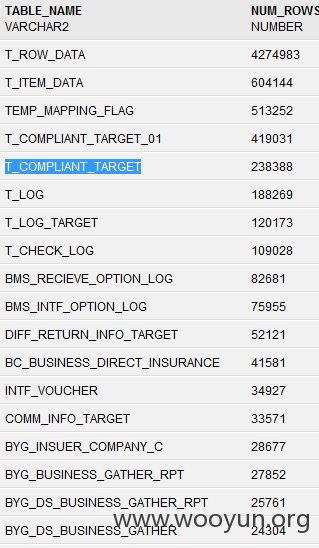 TABLE_NAME NUM_ROWS
VARCHAR2 NUMBER
T_ROW_DATA 4274983
T_ITEM_DATA 604144
TEMP_MAPPING_FLAG 513252
T_COMPLIANT_TARGET_01 419031
T_COMPLIANT_TARGET 238388
T_LOG 188269
T_LOG_TARGET 120173
T_CHECK_LOG 109028
BMS_RECIEVE_OPTION_LOG 82681
BMS_INTF_OPTION_LOG 75955
DIFF_RETURN_INFO_TARGET 52121
BC_BUSINESS_DIRECT_INSURANCE 41581
INTF_VOUCHER 34927
COMM_INFO_TARGET 33571
BYG_INSUER_COMPANY_C 28677
BYG_BUSINESS_GATHER_RPT 27852
BYG_DS_BUSINESS_GATHER_RPT 25761
www.wooyun.org
BYG_DS_BUSINESS_GATHER 24304